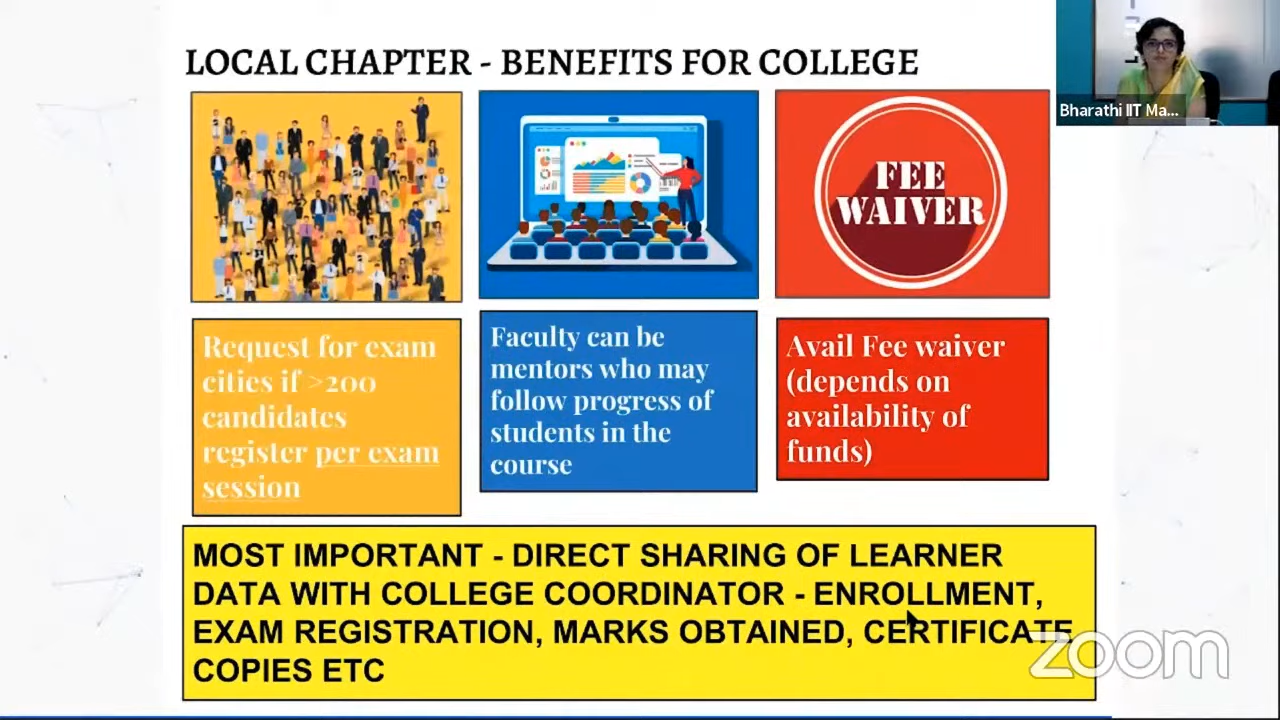 LOCAL CHAPTER - BENEFITS FOR COLLEGE
Bharathi IIT Ma...
FEE
WAIVER
Request for exam
cities if >200
candidates
register per exam
session
Faculty can be
mentors who may
follow progress of
students in the
course
Avail Fee waiver
(depends on
availability of
funds)
MOST IMPORTANT - DIRECT SHARING OF LEARNER
DATA WITH COLLEGE COORDINATOR - ENROLLMENT,
EXAM REGISTRATION, MARKS OBTAINED, CERTIFICATE
COPIES ETC
zoom